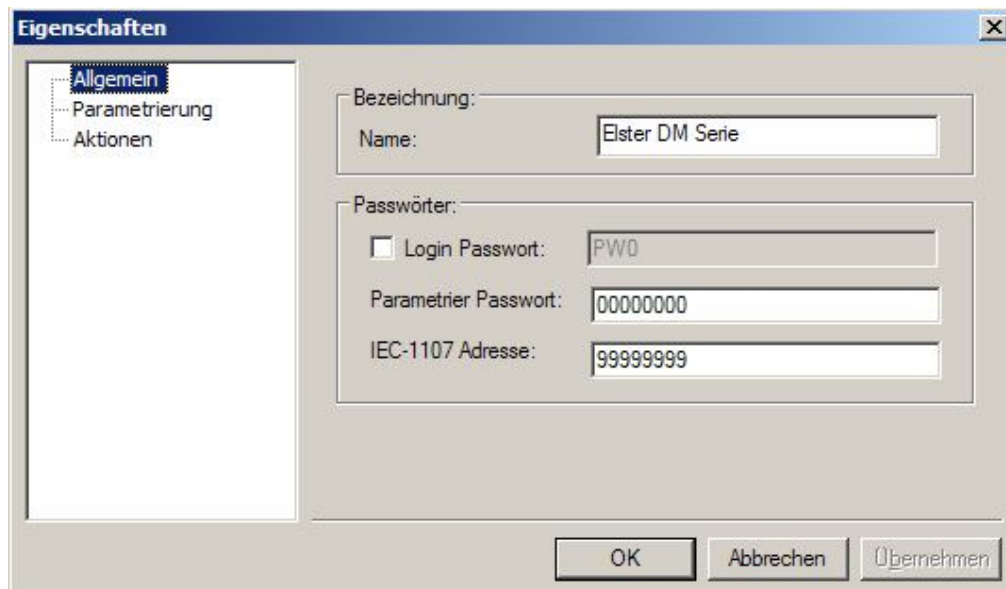 Eigenschaften
Allgemein
Parametrierung
Aktionen
Bezeichnung:
Name: Elster DM Serie
Passwörter:
Login Passwort: PW0
Parametrier Passwort: 00000000
IEC-1107 Adresse: 99999999
OK Abbrechen Übernehmen